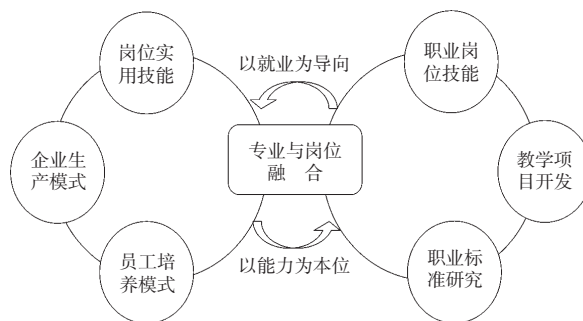 岗位实
用技能
以就业为导向
职业岗位技能
企业生
产模式
专业与岗位
融 合
教学项
目开发
员工培
养模式
以能力为本位
职业标
准研究